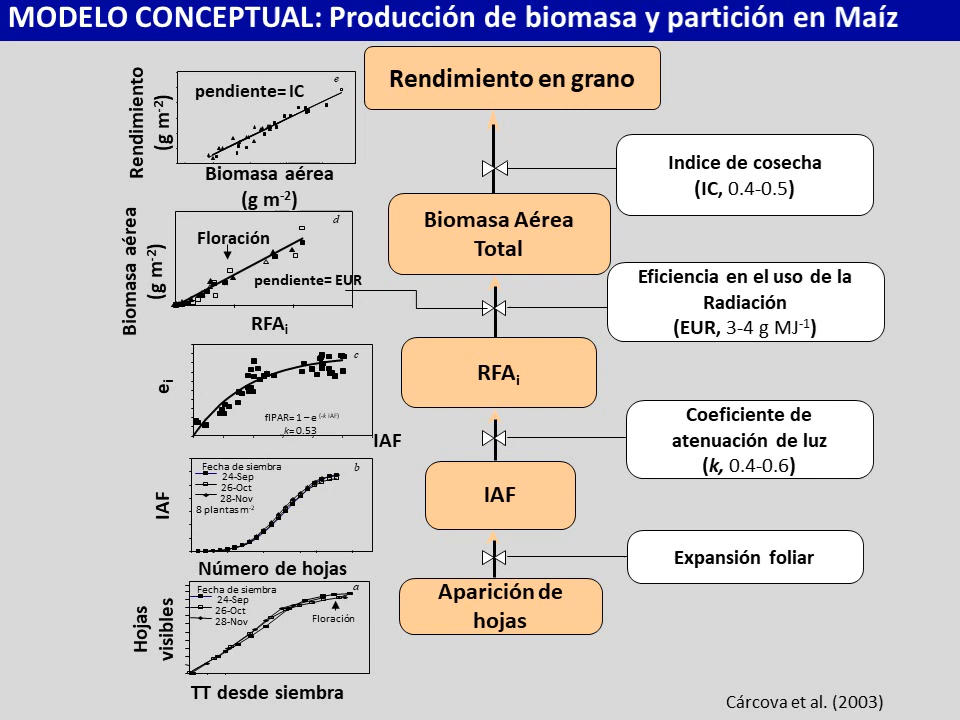 MODELO CONCEPTUAL: Producción de biomasa y partición en Maíz
Rendimiento
(g m-2)
e
pendiente= IC
Biomasa aérea
(g m-2)
Rendimiento en grano
Indice de cosecha
(IC, 0.4-0.5)
Biomasa aérea
(g m-2)
d
Floración
pendiente= EUR
RFAi
Biomasa Aérea
Total
Eficiencia en el uso de la
Radiación
(EUR, 3-4 g MJ-1)
ei
c
fIPAR= 1 – e (-k IAF)
k= 0.53
IAF
RFAi
Coeficiente de
atenuación de luz
(k, 0.4-0.6)
IAF
Fecha de siembra
b
24-Sep
26-Oct
28-Nov
8 plantas m-2
Número de hojas
IAF
Expansión foliar
Hojas
visibles
Fecha de siembra
a
24-Sep
26-Oct
28-Nov
Floración
TT desde siembra
Aparición de
hojas
Cárcova et al. (2003)